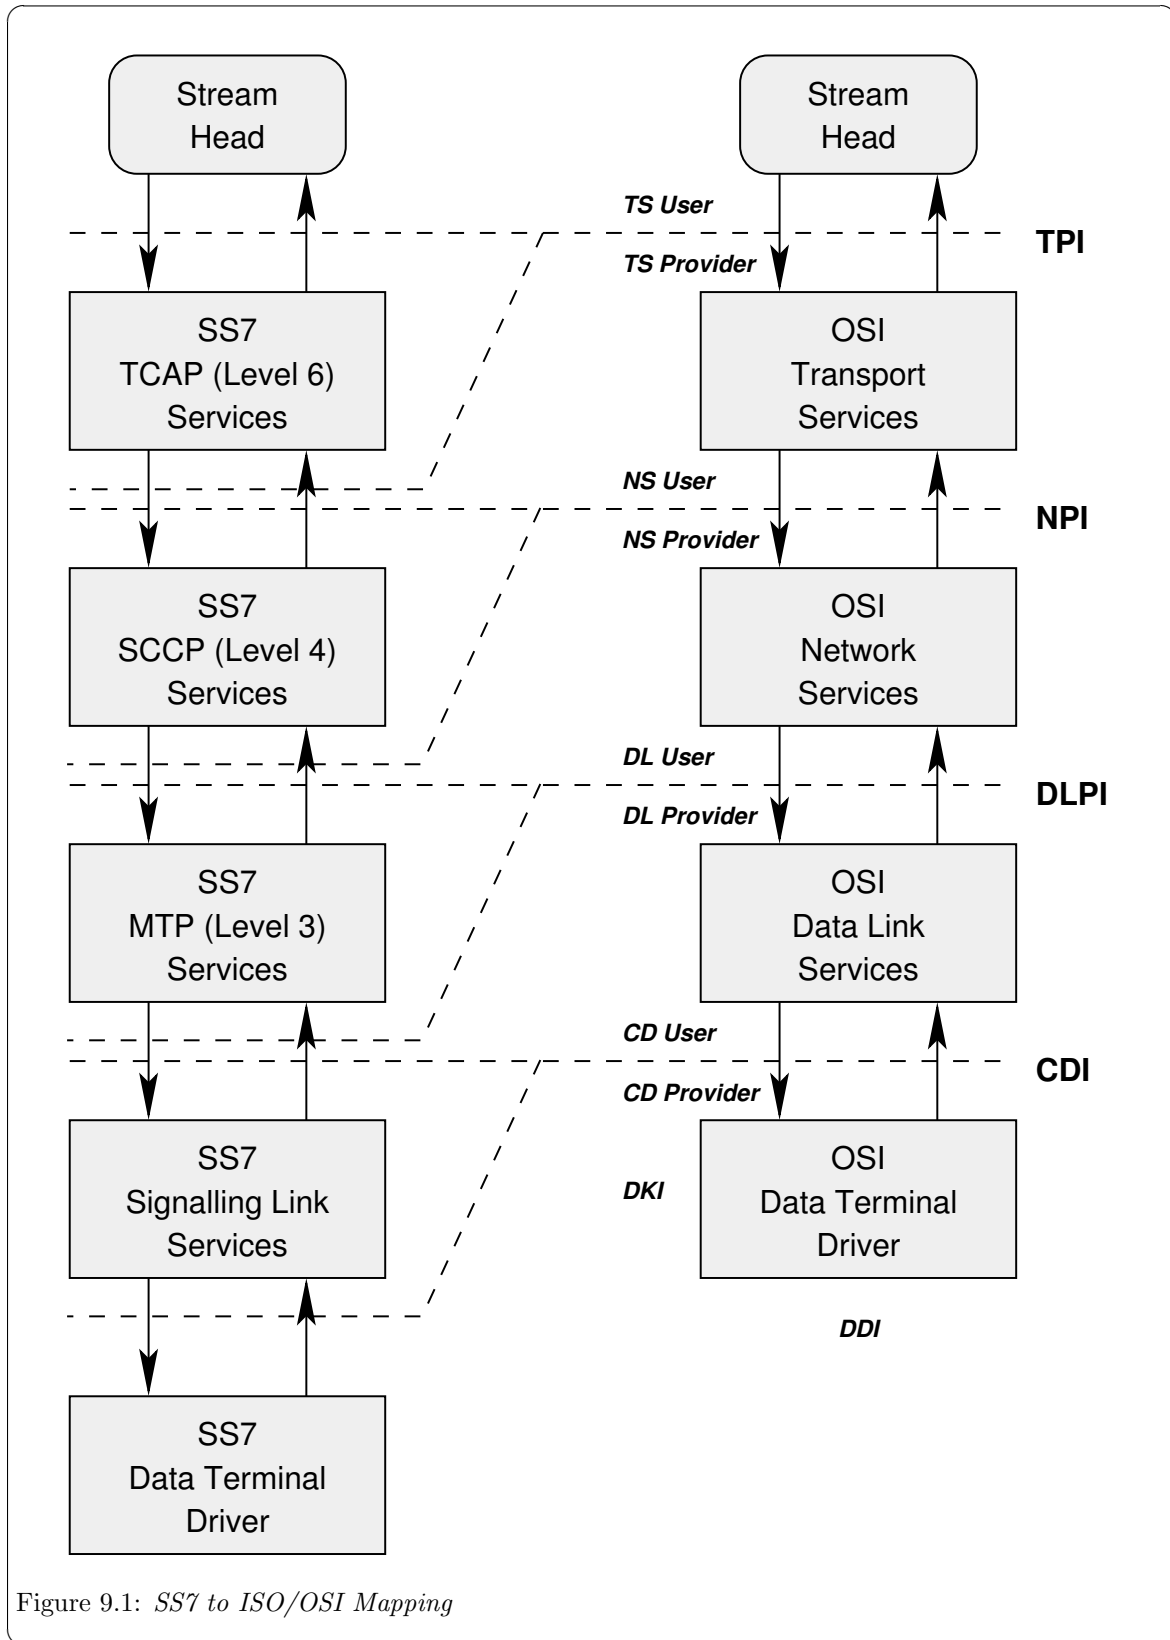 Stream
Head
Stream
Head
TS User
TPI
TS Provider
SS7
TCAP (Level 6)
Services
OSI
Transport
Services
NS User
NPI
NS Provider
SS7
SCCP (Level 4)
Services
OSI
Network
Services
DL User
DLPI
DL Provider
SS7
MTP (Level 3)
Services
OSI
Data Link
Services
CD User
CDI
CD Provider
SS7
Signalling Link
Services
DKI
OSI
Data Terminal
Driver
DDI
SS7
Data Terminal
Driver
Figure 9.1: SS7 to ISO/OSI Mapping